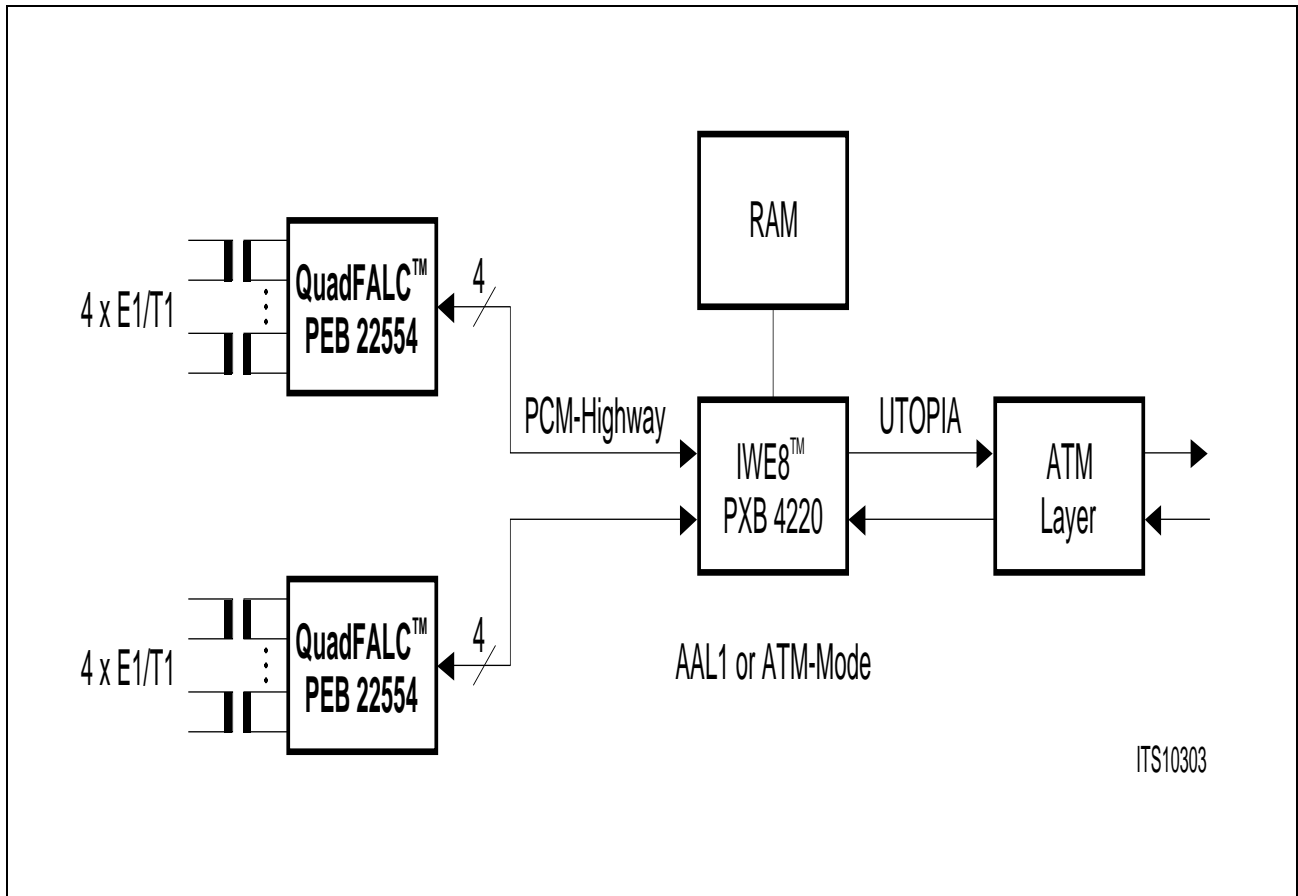 RAM
4 x E1/T1
QuadFALC™
PEB 22554
4
PCM-Highway
IWE8™
PXB 4220
UTOPIA
ATM
Layer
4 x E1/T1
QuadFALC™
PEB 22554
4
AAL1 or ATM-Mode
ITS10303